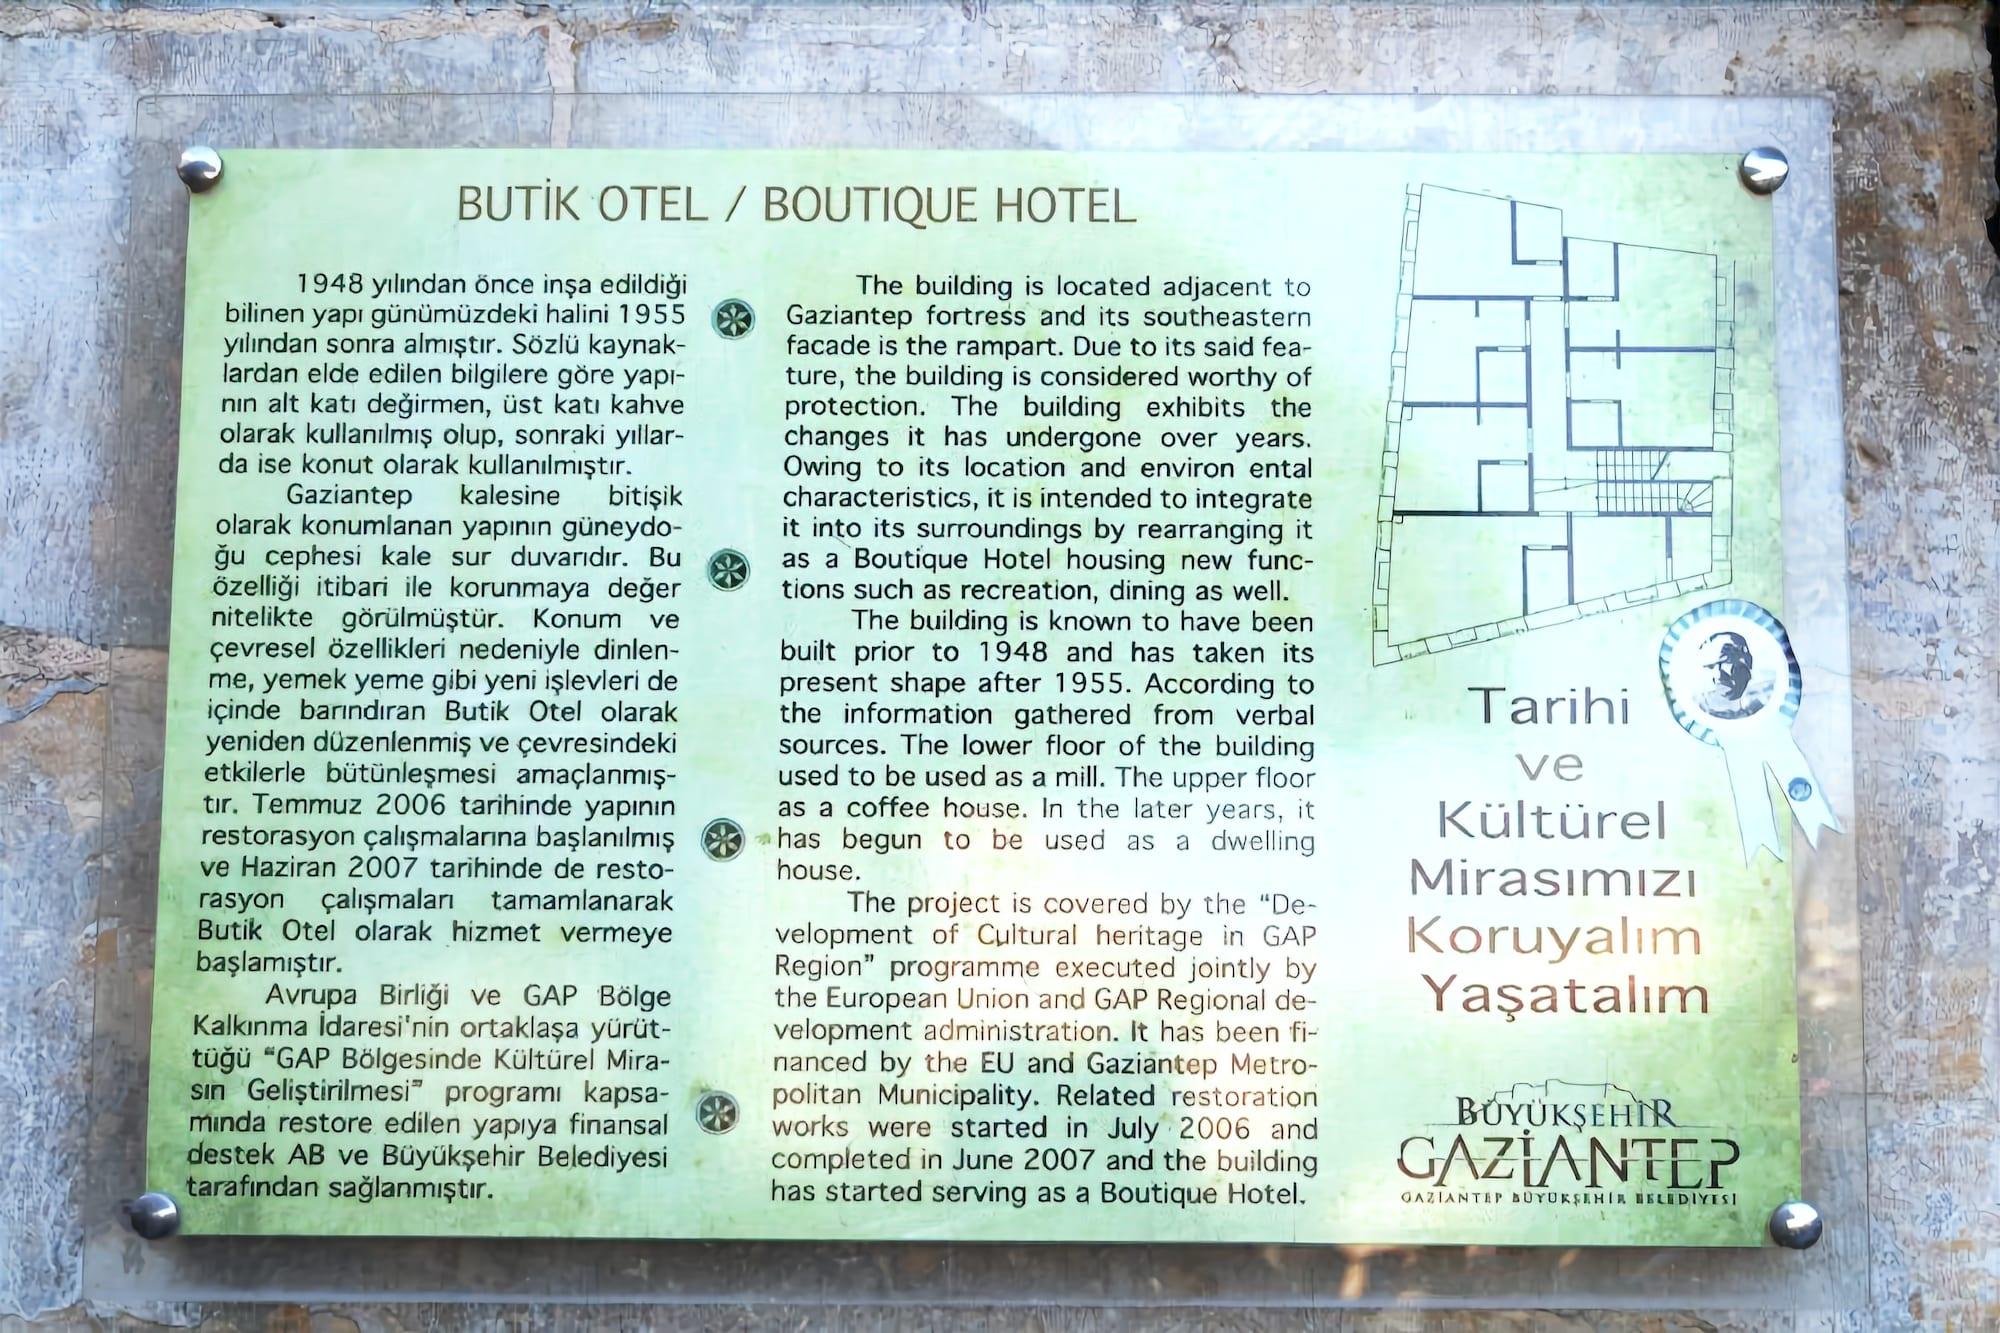 BUTİK OTEL / BOUTIQUE HOTEL
1948 yılından önce inşa edildiği
bilinen yapı günümüzdeki halini 1955
yılından sonra almıştır. Sözlü kaynak-
lardan elde edilen bilgilere göre yapı-
nın alt katı değirmen, üst katı kahve
olarak kullanılmış olup, sonraki yıllar-
da ise konut olarak kullanılmıştır.
Gaziantep kalesine bitişik
olarak konumlanan yapının güneydo-
ğu cephesi kale sur duvarıdır. Bu
özelliği itibari ile korunmaya değer
nitelikte görülmüştür. Konum ve
çevresel özellikleri nedeniyle dinlen-
me, yemek yeme gibi yeni işlevleri de
içinde barındıran Butik Otel olarak
yeniden düzenlenmiş ve çevresindeki
etkilerle bütünleşmesi amaçlanmış-
tır. Temmuz 2006 tarihinde yapının
restorasyon çalışmalarına başlanılmış
ve Haziran 2007 tarihinde de resto-
rasyon çalışmaları tamamlanarak
Butik Otel olarak hizmet vermeye
başlamıştır.
Avrupa Birliği ve GAP Bölge
Kalkınma İdaresi'nin ortaklaşa yürüt-
tüğü "GAP Bölgesinde Kültürel Mira-
sın Geliştirilmesi" programı kapsa-
mında restore edilen yapıya finansal
destek AB ve Büyükşehir Belediyesi
tarafından sağlanmıştır.
The building is located adjacent to
Gaziantep fortress and its southeastern
facade is the rampart. Due to its said fea-
ture, the building is considered worthy of
protection. The building exhibits the
changes it has undergone over years.
Owing to its location and environ ental
characteristics, it is intended to integrate
it into its surroundings by rearranging it
as a Boutique Hotel housing new func-
tions such as recreation, dining as well.
The building is known to have been
built prior to 1948 and has taken its
present shape after 1955. According to
the information gathered from verbal
sources. The lower floor of the building
used to be used as a mill. The upper floor
as a coffee house. In the later years, it
has begun to be used as a dwelling
house.
The project is covered by the "De-
velopment of Cultural heritage in GAP
Region" programme executed jointly by
the European Union and GAP Regional de-
velopment administration. It has been fi-
nanced by the EU and Gaziantep Metro-
politan Municipality. Related restoration
works were started in July 2006 and
completed in June 2007 and the building
has started serving as a Boutique Hotel.
Tarihi
ve
Kültürel
Mirasımızı
Koruyalım
Yaşatalım
BÜYÜKŞEHİR
GAZİANTEP
GAZİANTEP BÜYÜKŞEHİR BELEDİYESİ